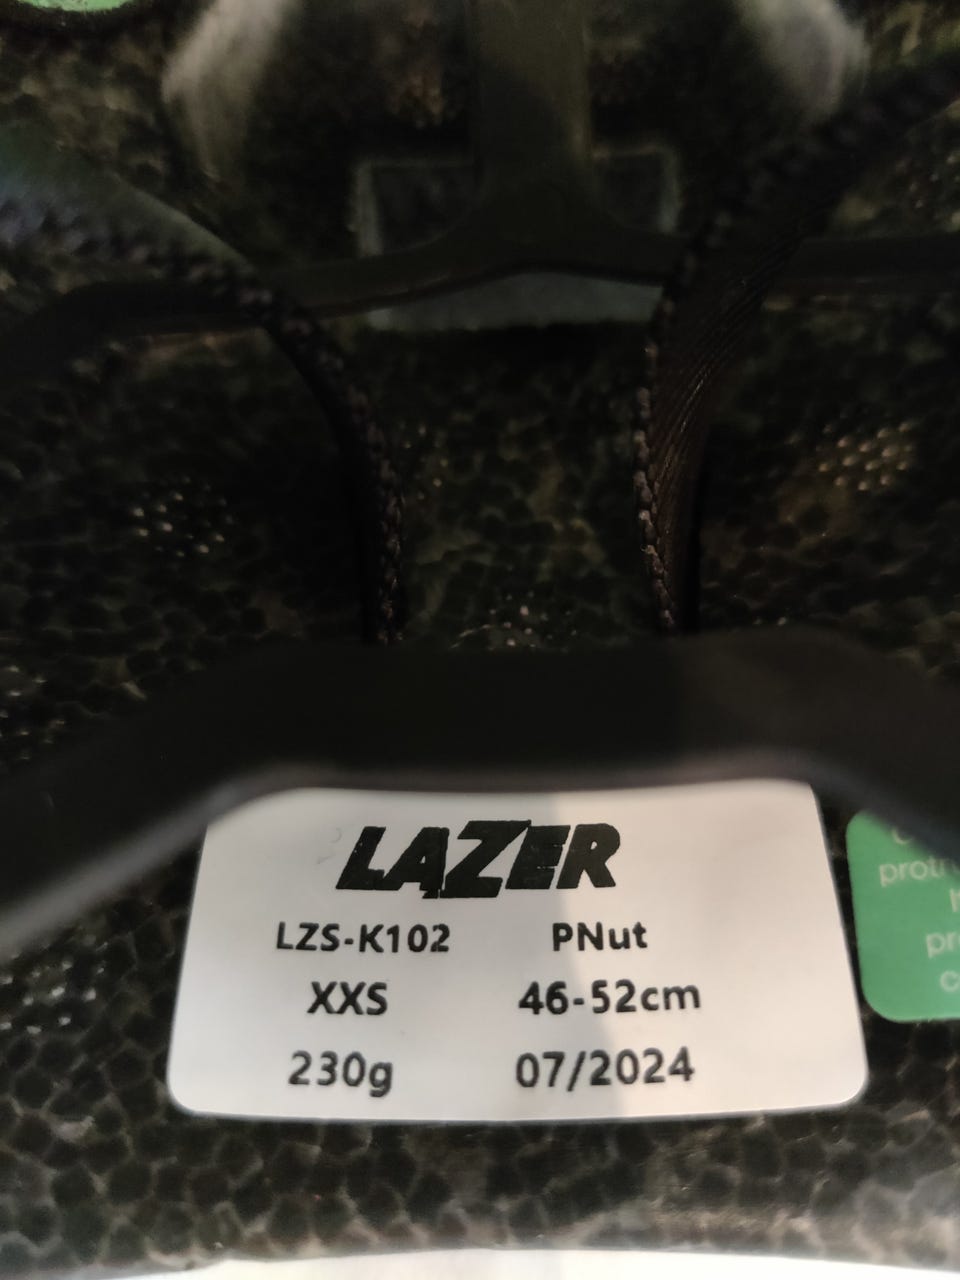 LAZER
LZS-K102 PNut
XXS 46-52cm
230g 07/2024